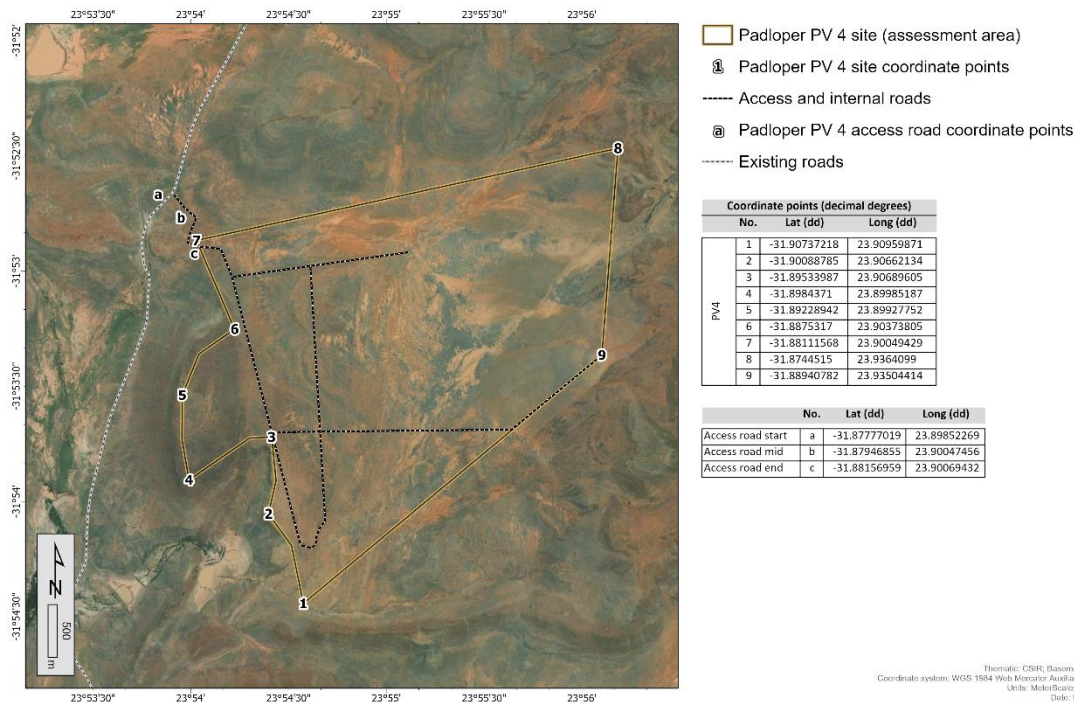 23°53'30" 23°54' 23°54'30" 23°55' 23°55'30" 23°56'
-31°52'
-31°52'30"
-31°53'
-31°53'30"
-31°54'
-31°54'30"
a
b
7
c
8
6
9
5
3
4
2
1
N
500
m
23°53'30" 23°54' 23°54'30" 23°55' 23°55'30" 23°56'
Padloper PV 4 site (assessment area)
1 Padloper PV 4 site coordinate points
Access and internal roads
a Padloper PV 4 access road coordinate points
Existing roads
Coordinate points (decimal degrees)
No. Lat (dd) Long (dd)
PV4
1 -31.90737218 23.90959871
2 -31.90088785 23.90662134
3 -31.89533987 23.90689605
4 -31.8984371 23.89985187
5 -31.89228942 23.89927752
6 -31.8875317 23.90373805
7 -31.88111568 23.90049429
8 -31.8744515 23.9364099
9 -31.88940782 23.93504414
No. Lat (dd) Long (dd)
Access road start a -31.87777019 23.89852269
Access road mid b -31.87946855 23.90047456
Access road end c -31.88156959 23.90069432
Thematic: CSIR; Basem
Coordinate system: WGS 1984 Web Mercator Auxilia
Units: MeterScale
Date: